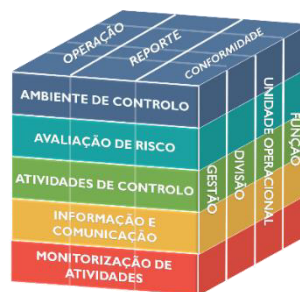 OPERAÇÃO
REPORTE
CONFORMIDADE
AMBIENTE DE CONTROLO
AVALIAÇÃO DE RISCO
ATIVIDADES DE CONTROLO
INFORMAÇÃO E
COMUNICAÇÃO
MONITORIZAÇÃO DE
ATIVIDADES
GESTÃO
DIVISÃO
UNIDADE OPERACIONAL
FUNÇÃO